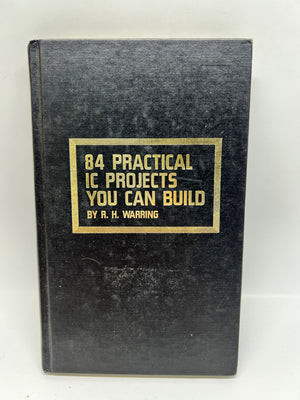 84 PRACTICAL
IC PROJECTS
YOU CAN BUILD
BY R. H. WARRING